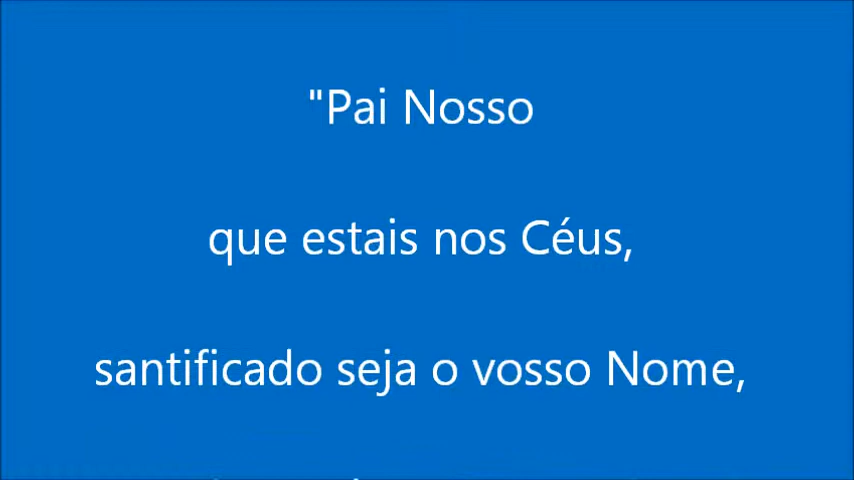 "Pai Nosso
que estais nos Céus,
santificado seja o vosso Nome,